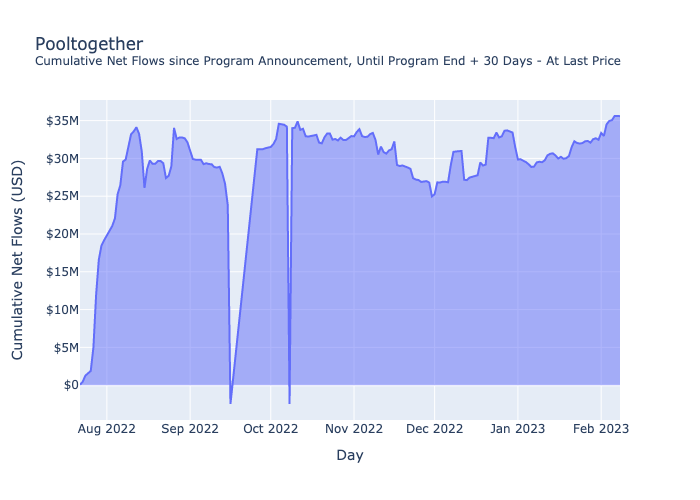 Pooltogether
Cumulative Net Flows since Program Announcement, Until Program End + 30 Days - At Last Price
Cumulative Net Flows (USD)
$35M
$30M
$25M
$20M
$15M
$10M
$5M
$0
Aug 2022
Sep 2022
Oct 2022
Nov 2022
Dec 2022
Jan 2023
Feb 2023
Day